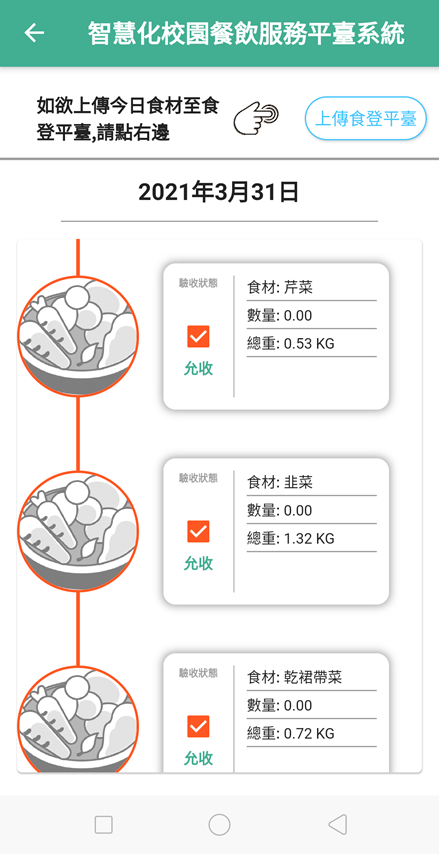 智慧化校園餐飲服務平臺系統
如欲上傳今日食材至食
登平臺,請點右邊
上傳食登平臺
2021年3月31日
驗收狀態
允收
食材: 芹菜
數量: 0.00
總重: 0.53 KG
驗收狀態
允收
食材: 韭菜
數量: 0.00
總重: 1.32 KG
驗收狀態
允收
食材: 乾裙帶菜
數量: 0.00
總重: 0.72 KG